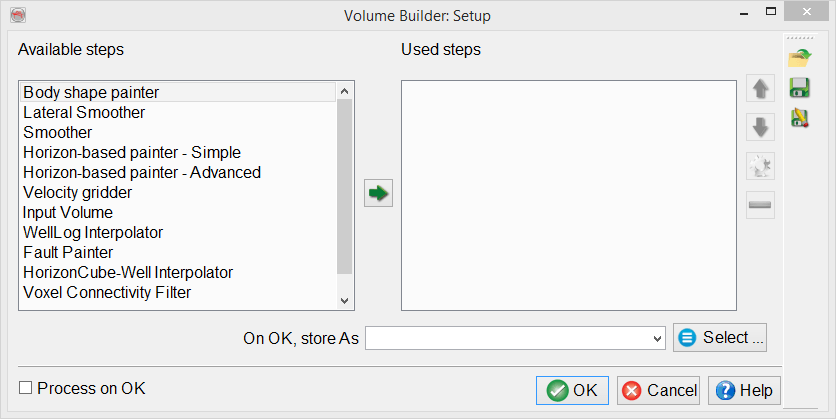 Volume Builder: Setup
Available steps
Used steps
Body shape painter
Lateral Smoother
Smoother
Horizon-based painter - Simple
Horizon-based painter - Advanced
Velocity gridder
Input Volume
WellLog Interpolator
Fault Painter
HorizonCube-Well Interpolator
Voxel Connectivity Filter
On OK, store As
Select ...
Process on OK
OK
Cancel
Help